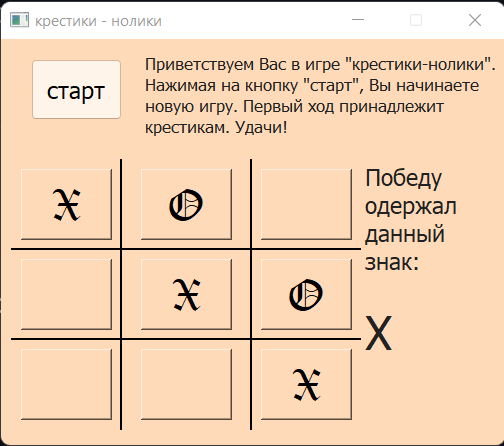 крестики - нолики
старт
Приветствуем Вас в игре "крестики-нолики".
Нажимая на кнопку "старт", Вы начинаете
новую игру. Первый ход принадлежит
крестикам. Удачи!
X O
X O
X
Победу
одержал
данный
знак:
X